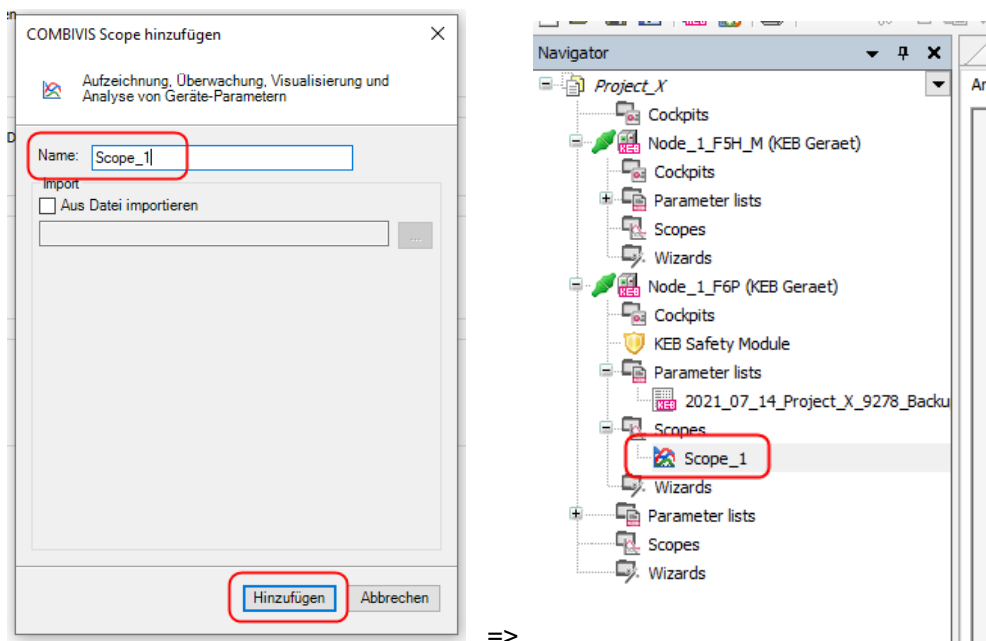 en
COMBIVIS Scope hinzufügen
Aufzeichnung, Überwachung, Visualisierung und
Analyse von Geräte-Parametern
D
Name: Scope_1
Import
Aus Datei importieren
...
Hinzufügen Abbrechen
=>
Navigator
Project_X
Cockpits
Node_1_F5H_M (KEB Geraet)
Cockpits
Parameter lists
Scopes
Wizards
Node_1_F6P (KEB Geraet)
Cockpits
KEB Safety Module
Parameter lists
2021_07_14_Project_X_9278_Backu
Scopes
Scope_1
Wizards
Parameter lists
Scopes
Wizards
Ar